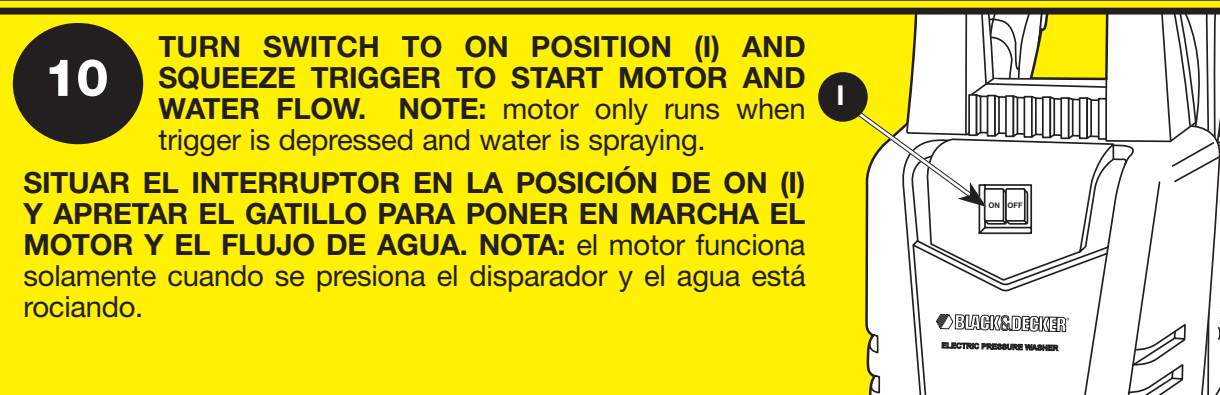 10
TURN SWITCH TO ON POSITION (I) AND
SQUEEZE TRIGGER TO START MOTOR AND
WATER FLOW. NOTE: motor only runs when
trigger is depressed and water is spraying.
SITUAR EL INTERRUPTOR EN LA POSICIÓN DE ON (I)
Y APRETAR EL GATILLO PARA PONER EN MARCHA EL
MOTOR Y EL FLUJO DE AGUA. NOTA: el motor funciona
solamente cuando se presiona el disparador y el agua está
rociando.
I
ON OFF
BLACK&DECKER
ELECTRIC PRESSURE WASHER